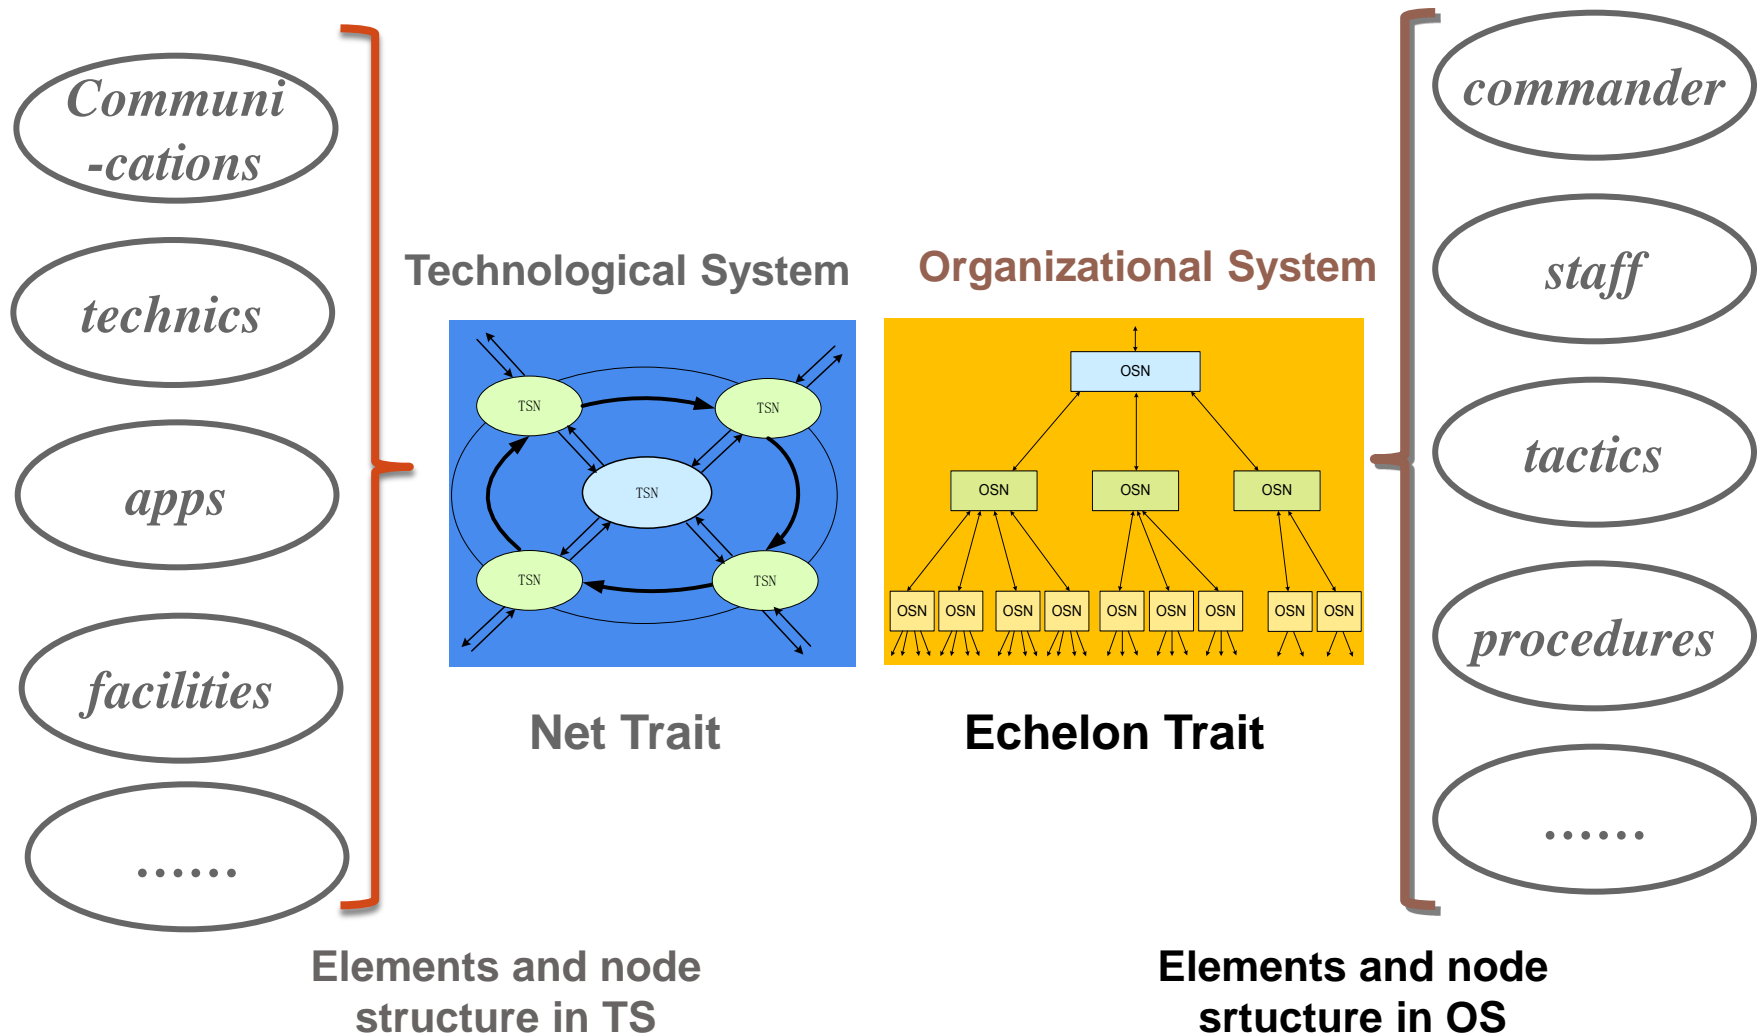 Communi
-cations
technics
apps
facilities
......
Technological System
TSN
TSN
TSN
TSN
TSN
Net Trait
Elements and node
structure in TS
Organizational System
OSN
OSN
OSN
OSN
OSN
OSN
OSN
OSN
OSN
OSN
OSN
OSN
OSN
Echelon Trait
Elements and node
srtucture in OS
commander
staff
tactics
procedures
......